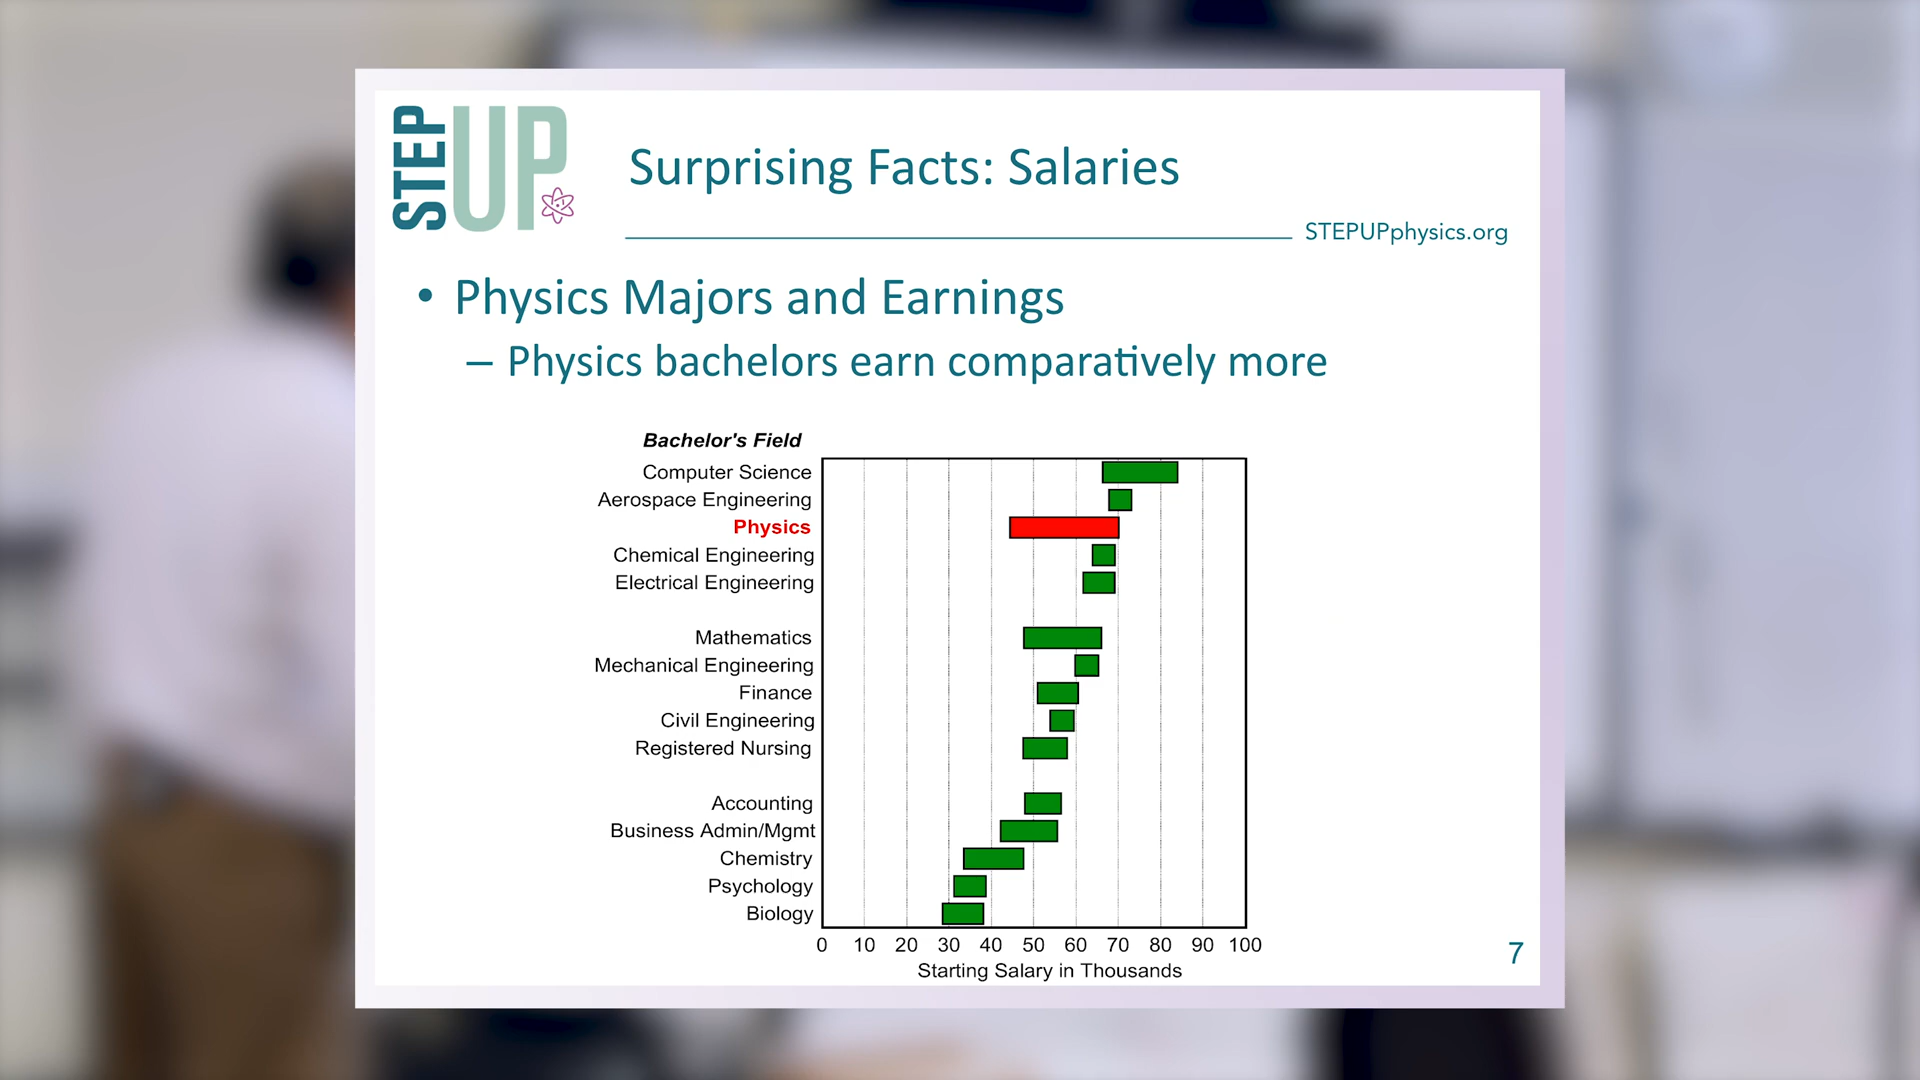 STEP UP
Surprising Facts: Salaries
STEPUPphysics.org
• Physics Majors and Earnings
– Physics bachelors earn comparatively more
Bachelor's Field
Computer Science
Aerospace Engineering
Physics
Chemical Engineering
Electrical Engineering
Mathematics
Mechanical Engineering
Finance
Civil Engineering
Registered Nursing
Accounting
Business Admin/Mgmt
Chemistry
Psychology
Biology
0 10 20 30 40 50 60 70 80 90 100
Starting Salary in Thousands
7